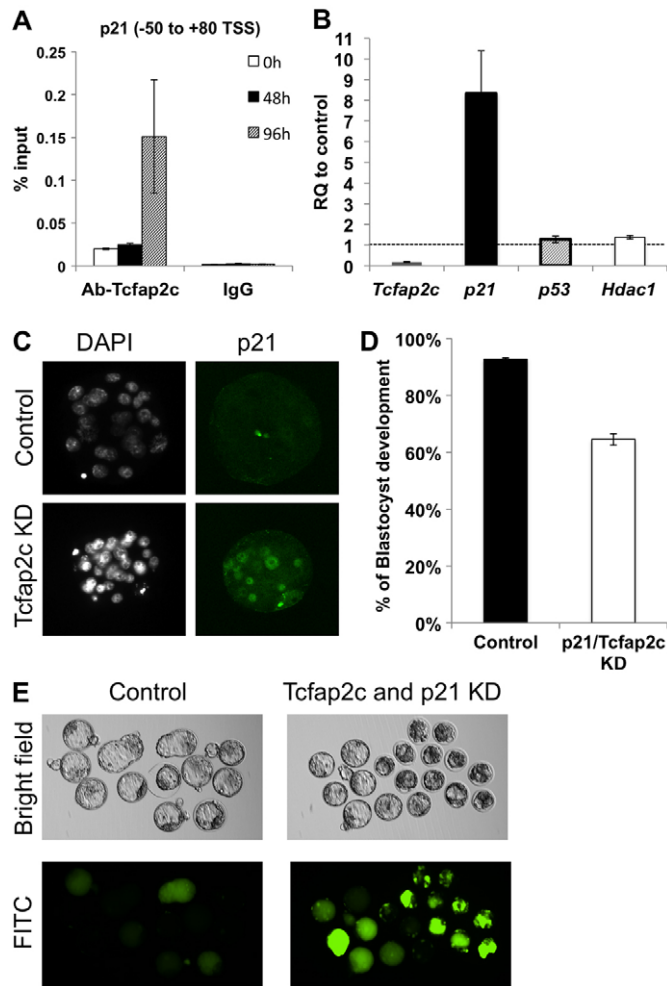 A
p21 (-50 to +80 TSS)
0.25
0.2
0.15
0.1
0.05
0
% input
0h
48h
96h
Ab-Tcfap2c
IgG
B
11
10
9
8
7
6
5
4
3
2
1
0
RQ to control
Tcfap2c
p21
p53
Hdac1
C
DAPI
p21
Control
Tcfap2c KD
D
100%
80%
60%
40%
20%
0%
% of Blastocyst development
Control
p21/Tcfap2c
KD
E
Control
Tcfap2c and p21 KD
Bright field
FITC